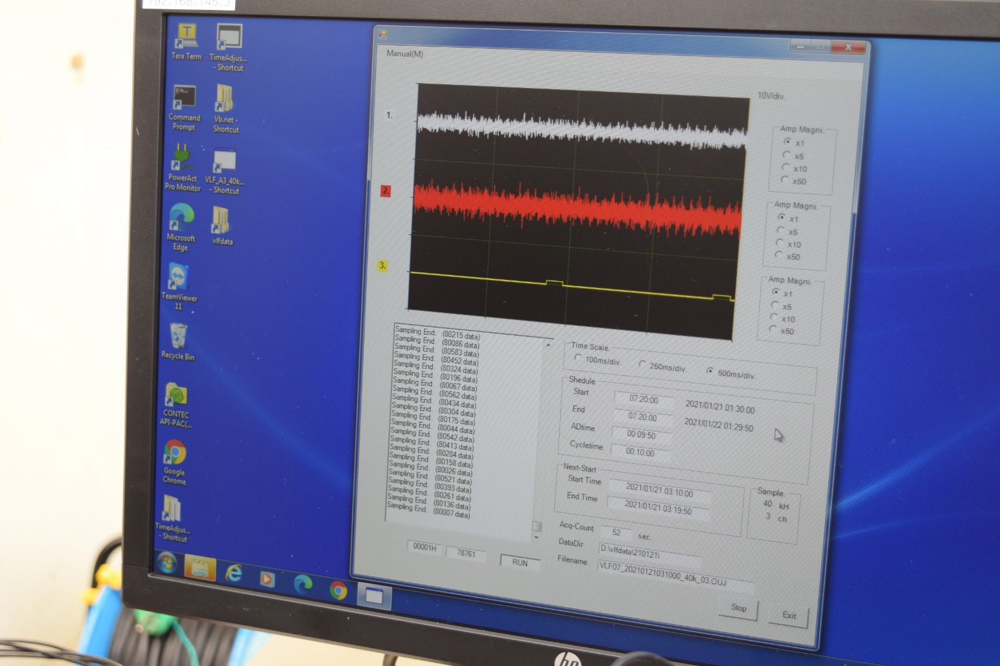 192.168.145.3
Tera Term
TimeAdjus...
- Shortcut
Command
Prompt
Vb.net -
Shortcut
PowerAct
Pro Monitor
VLF_A3_40k...
- Shortcut
Microsoft
Edge
vlfdata
TeamViewer
11
Recycle Bin
CONTEC
API-PAC(...
Google
Chrome
TimeAdjus...
- Shortcut
Manual(M)
10V/div.
1.
2.
3.
Amp Magni.
x1
x5
x10
x50
Amp Magni.
x1
x5
x10
x50
Amp Magni.
x1
x5
x10
x50
Sampling End. (80215 data)
Sampling End. (80086 data)
Sampling End. (80583 data)
Sampling End. (80452 data)
Sampling End. (80324 data)
Sampling End. (80196 data)
Sampling End. (80067 data)
Sampling End. (80562 data)
Sampling End. (80434 data)
Sampling End. (80304 data)
Sampling End. (80175 data)
Sampling End. (80044 data)
Sampling End. (80542 data)
Sampling End. (80413 data)
Sampling End. (80284 data)
Sampling End. (80158 data)
Sampling End. (80026 data)
Sampling End. (80521 data)
Sampling End. (80393 data)
Sampling End. (80261 data)
Sampling End. (80136 data)
Sampling End. (80007 data)
00001H 78761 RUN
Time Scale
100ms/div. 250ms/div. 500ms/div.
Shedule
Start 07:20:00 2021/01/21 01:30:00
End 07:20:00 2021/01/22 01:29:50
ADtime 00:09:50
Cycletime 00:10:00
Next-Start
Start Time 2021/01/21 03:10:00
End Time 2021/01/21 03:19:50
Sample.
40 kH
3 ch
Acq-Count 52 sec.
DataDir D:\vlfdata\210121\
Filename VLF07_20210121031000_40k_03.OUJ
Stop Exit
hp